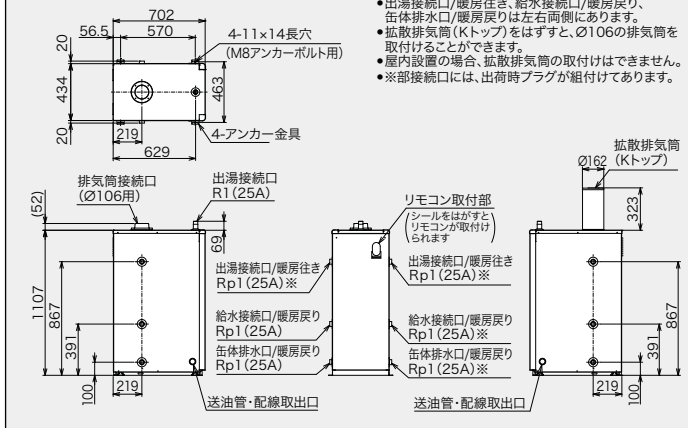 •出湯接続口/暖房往き、給水接続口/暖房戻り、
缶体排水口/暖房戻りは左右両側にあります。
•拡散排気筒(Kトップ)をはずすと、Ø106の排気筒を
取付けることができます。
•屋内設置の場合、拡散排気筒の取付けはできません。
•※部接続口には、出荷時プラグが組付けてあります。
702
56.5
570
4-11×14長穴
(M8アンカーボルト用)
20
434
20
463
219
629
4-アンカー金具
排気筒接続口
(Ø106用)
出湯接続口
R1(25A)
(52)
69
1107
867
391
100
219
送油管・配線取出口
リモコン取付部
(シールをはがすと
リモコンが取付け
られます)
出湯接続口/暖房往き
Rp1(25A)※
給水接続口/暖房戻り
Rp1(25A)
缶体排水口/暖房戻り
Rp1(25A)
出湯接続口/暖房往き
Rp1(25A)※
給水接続口/暖房戻り
Rp1(25A)※
缶体排水口/暖房戻り
Rp1(25A)※
拡散排気筒
(Kトップ)
Ø162
323
867
391
100
219
送油管・配線取出口